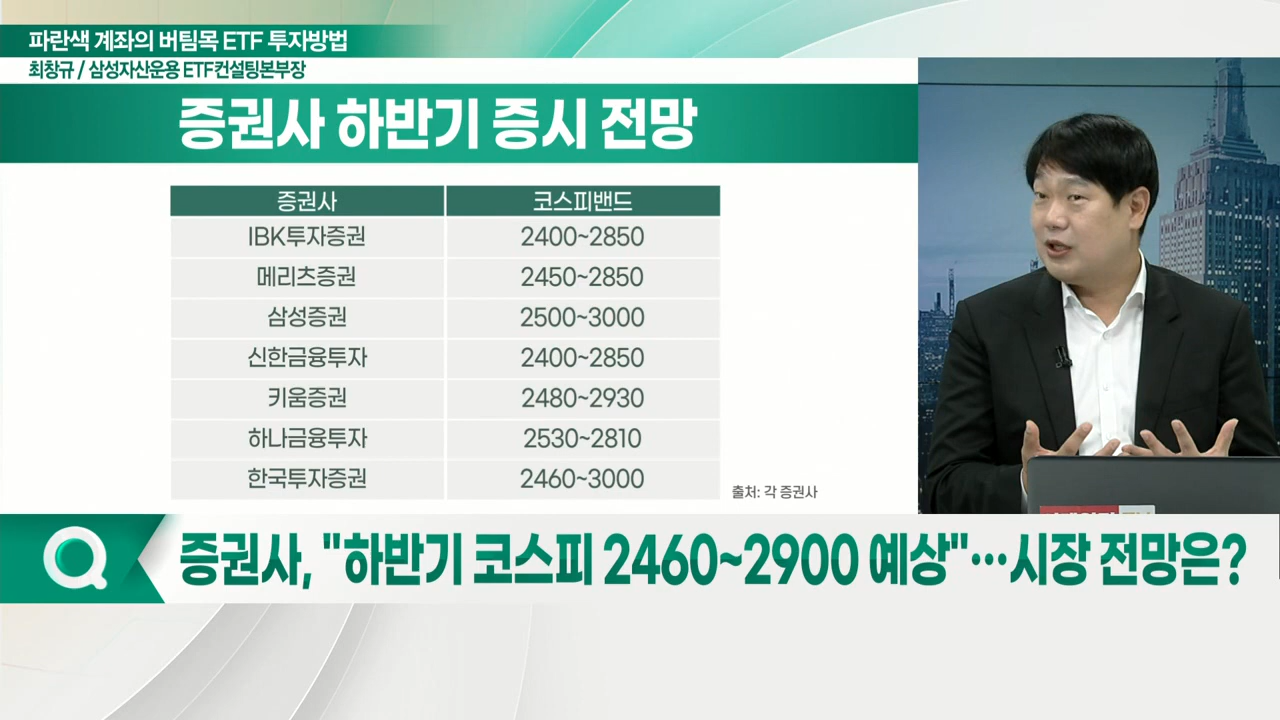 파란색 계좌의 버팀목 ETF 투자방법
최창규 / 삼성자산운용 ETF컨설팅본부장
증권사 하반기 증시 전망
증권사 코스피밴드
IBK투자증권 2400~2850
메리츠증권 2450~2850
삼성증권 2500~3000
신한금융투자 2400~2850
키움증권 2480~2930
하나금융투자 2530~2810
한국투자증권 2460~3000
출처: 각 증권사
증권사, "하반기 코스피 2460~2900 예상"…시장 전망은?